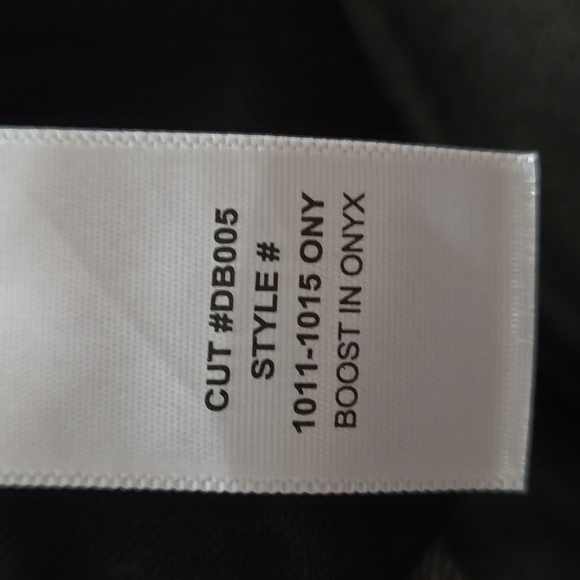 CUT #DB005
STYLE #
1011-1015 ONY
BOOST IN ONYX